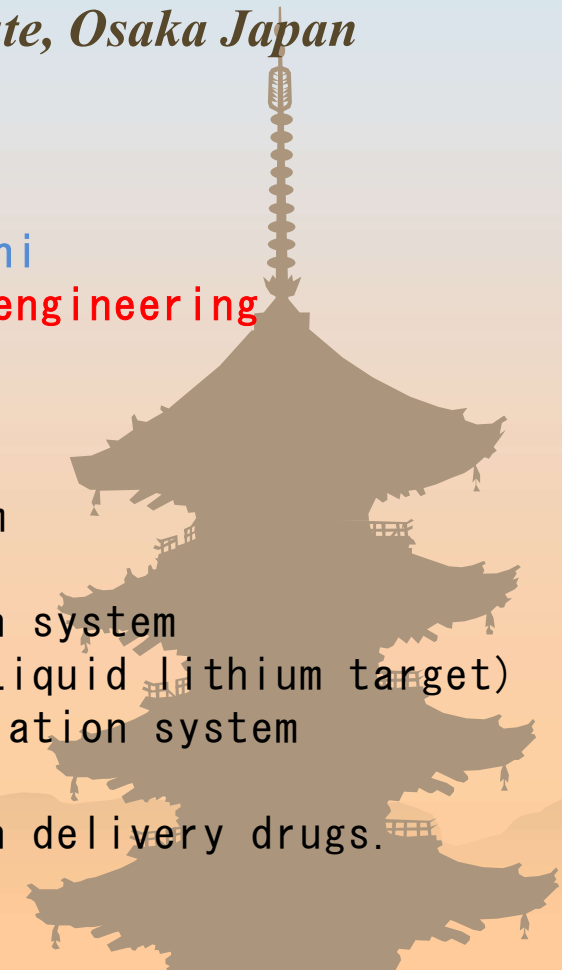 te, Osaka Japan
ni
engineering
n
n system
liquid lithium target)
ation system
n delivery drugs.